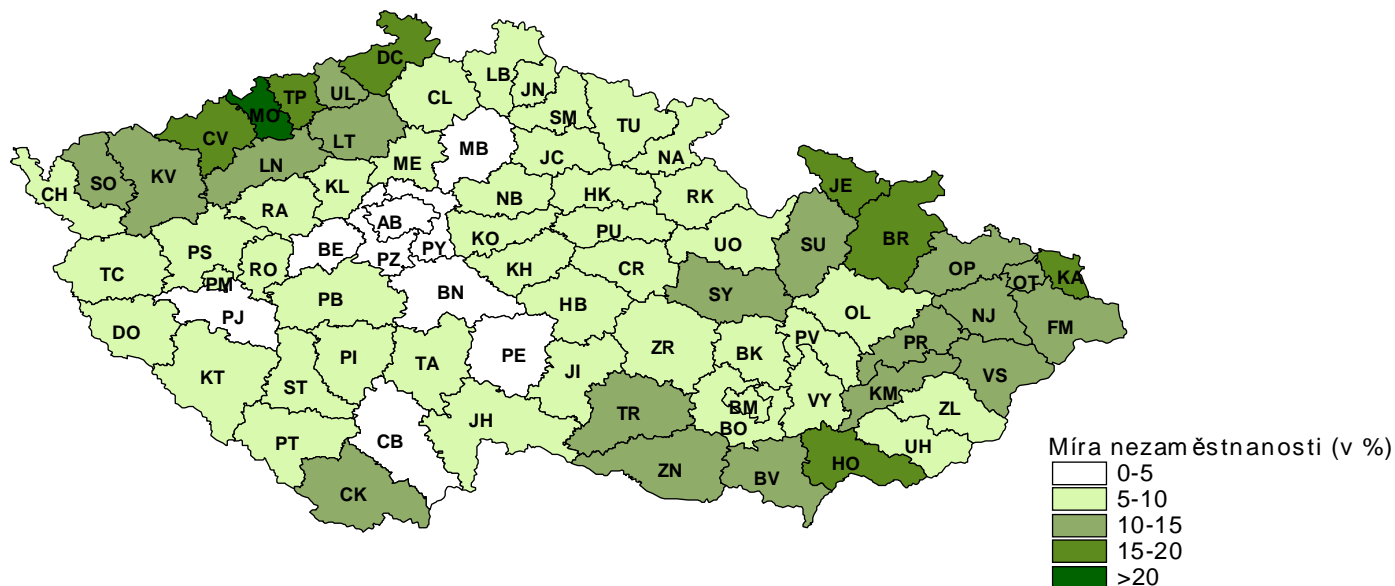 DC
LB
JN
TP
UL
MO
CL
SM
TU
CV
LT
MB
ME
JC
NA
LN
SO
KV
KL
CH
NB
HK
RK
JE
RA
AB
BE
PY
KO
PU
UO
SU
BR
PS
RO
PZ
TC
PM
KH
CR
OP
OT
KA
PB
BN
SY
PJ
HB
OL
NJ
FM
DO
PV
PR
KT
PI
TA
PE
ZR
BK
ST
JI
VS
KM
VY
TR
BM
ZL
BO
JH
PT
CB
UH
ZN
BV
HO
CK
Míra nezaměstnanosti (v %)
0-5
5-10
10-15
15-20
>20